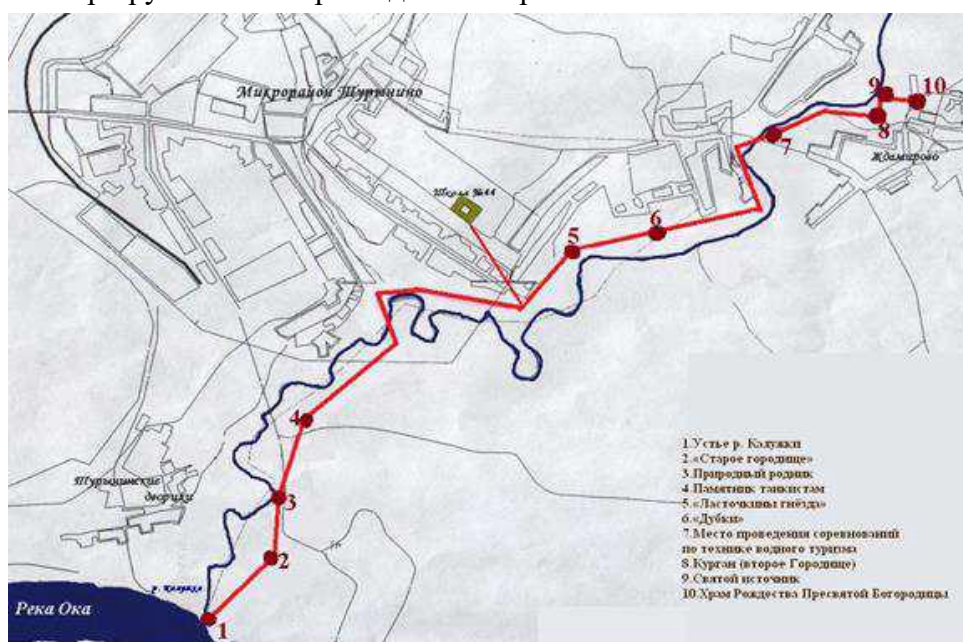 9
10
8
7
Микрорайон Турынино
Ждамирово
Школа №44
6
5
4
Турынинские
дворики
3
2
р. Калужка
Река Ока
1
1.Устье р. Калужки
2.«Старое городище»
3.Природный родник
4.Памятник танкистам
5.«Ласточкины гнёзда»
6.«Дубки»
7.Место проведения соревнований
по технике водного туризма
8.Курган (второе Городище)
9.Святой источник
10.Храм Рождества Пресвятой Богородицы